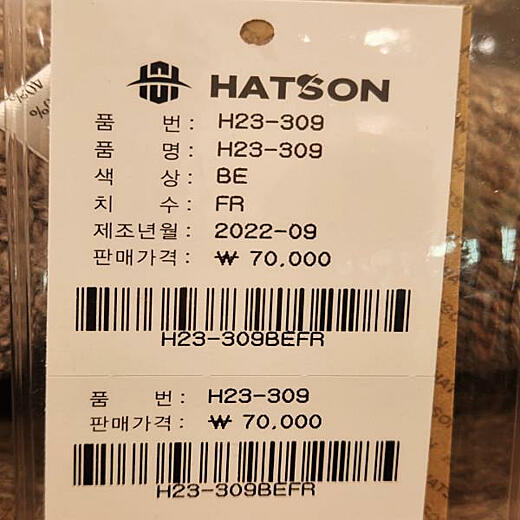 HATSON
품 번 : H23-309
품 명 : H23-309
색 상 : BE
치 수 : FR
제조년월 : 2022-09
판매가격 : ₩ 70,000
H23-309BEFR
품 번 : H23-309
판매가격 : ₩ 70,000
H23-309BEFR